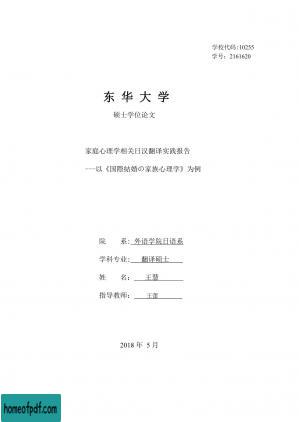 学校代码:10255
学号: 2161620
东 华 大 学
硕士学位论文
家庭心理学相关日汉翻译实践报告
---以《国際結婚の家族心理学》为例
院 系: 外语学院日语系
学科专业: 翻译硕士
姓 名: 王慧
指导教师: 王蕾
2018 年 5 月
homeofpdf.com